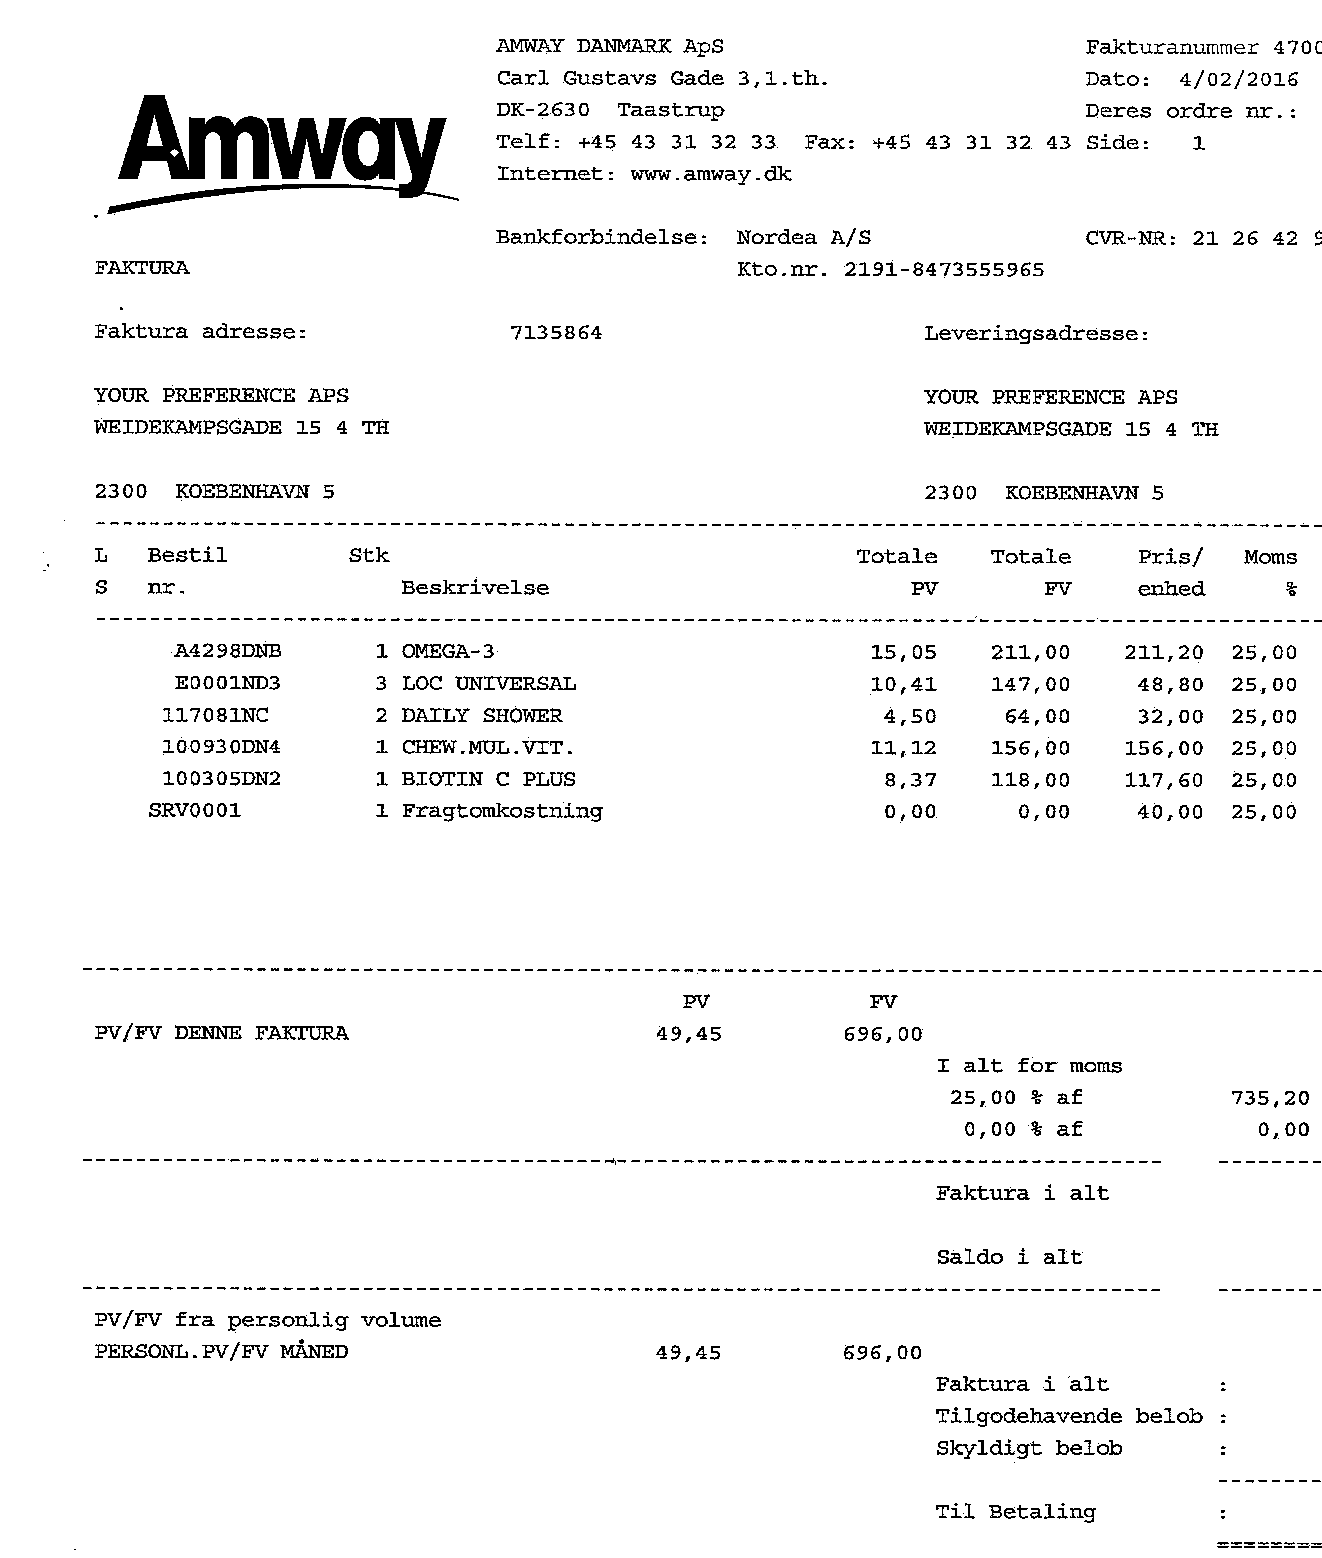 AMWAY DANMARK ApS Fakturanummer 4700
Carl Gustavs Gade 3,1.th. Dato: 4/02/2016
DK-2630 Taastrup Deres ordre nr.:
Amway
Telf: +45 43 31 32 33 Fax: +45 43 31 32 43 Side: 1
Internet: www.amway.dk
Bankforbindelse: Nordea A/S CVR-NR: 21 26 42 9
FAKTURA Kto.nr. 2191-8473555965
Faktura adresse: 7135864 Leveringsadresse:
YOUR PREFERENCE APS YOUR PREFERENCE APS
WEIDEKAMPSGADE 15 4 TH WEIDEKAMPSGADE 15 4 TH
2300 KOEBENHAVN 5 2300 KOEBENHAVN 5
L Bestil Stk Totale Totale Pris/ Moms
S nr. Beskrivelse PV FV enhed %
A4298DNB 1 OMEGA-3 15,05 211,00 211,20 25,00
E0001ND3 3 LOC UNIVERSAL 10,41 147,00 48,80 25,00
117081NC 2 DAILY SHOWER 4,50 64,00 32,00 25,00
100930DN4 1 CHEW.MUL.VIT. 11,12 156,00 156,00 25,00
100305DN2 1 BIOTIN C PLUS 8,37 118,00 117,60 25,00
SRV0001 1 Fragtomkostning 0,00 0,00 40,00 25,00
PV FV
PV/FV DENNE FAKTURA 49,45 696,00
I alt for moms
25,00 % af 735,20
0,00 % af 0,00
Faktura i alt
Saldo i alt
PV/FV fra personlig volume
PERSONL.PV/FV MÅNED 49,45 696,00
Faktura i alt :
Tilgodehavende belob :
Skyldigt belob :
Til Betaling :